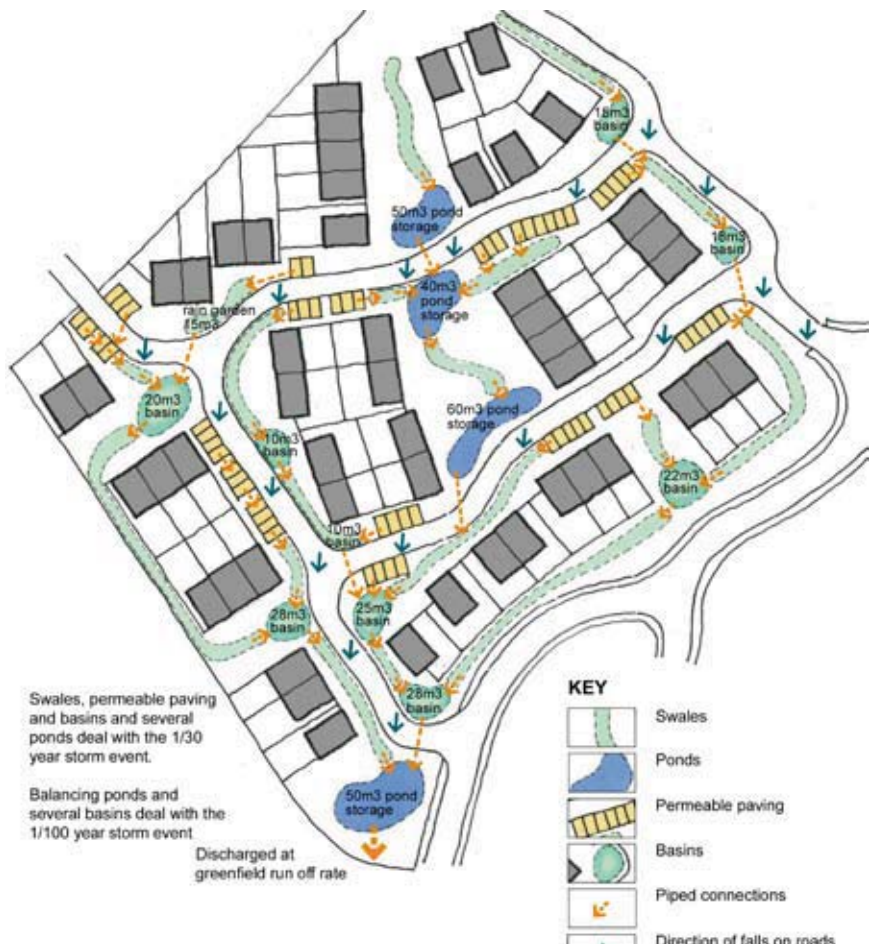 15m3
basin
50m3 pond
storage
16m3
basin
40m3
pond
storage
rain garden
15m3
20m3
basin
60m3 pond
storage
10m3
basin
22m3
basin
10m3
basin
25m3
basin
28m3
basin
28m3
basin
50m3 pond
storage
Swales, permeable paving
and basins and several
ponds deal with the 1/30
year storm event.
Balancing ponds and
several basins deal with the
1/100 year storm event
Discharged at
greenfield run off rate
KEY
Swales
Ponds
Permeable paving
Basins
Piped connections
Direction of falls on roads